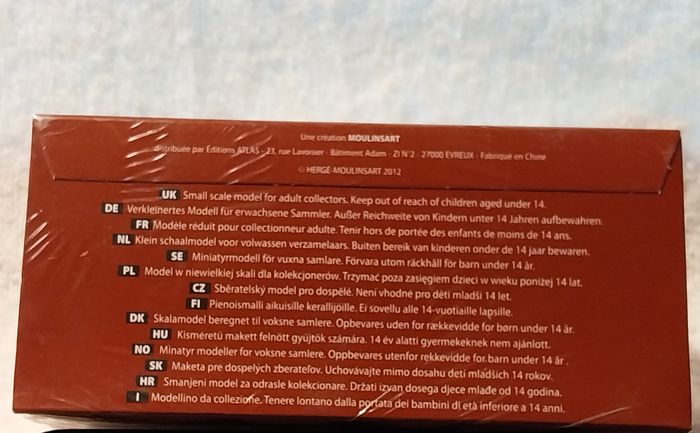 Une création MOULINSART
distribuée par Éditions ATLAS - 23, rue Lavoisier - Bâtiment Adam - ZI N°2 - 27000 EVREUX - Fabriqué en Chine
© HERGÉ-MOULINSART 2012
UK Small scale model for adult collectors. Keep out of reach of children aged under 14.
DE Verkleinertes Modell für erwachsene Sammler. Außer Reichweite von Kindern unter 14 Jahren aufbewahren.
FR Modèle réduit pour collectionneur adulte. Tenir hors de portée des enfants de moins de 14 ans.
NL Klein schaalmodel voor volwassen verzamelaars. Buiten bereik van kinderen onder de 14 jaar bewaren.
SE Miniatyrmodell för vuxna samlare. Förvara utom räckhåll för barn under 14 år.
PL Model w niewielkiej skali dla kolekcjonerów. Trzymać poza zasięgiem dzieci w wieku poniżej 14 lat.
CZ Sběratelský model pro dospělé. Není vhodné pro děti mladší 14 let.
FI Pienoismalli aikuisille kerailijöille. Ei sovellu alle 14-vuotiaille lapsille.
DK Skalamodel beregnet til voksne samlere. Opbevares uden for rækkevidde for børn under 14 år.
HU Kisméretű makett felnőtt gyűjtők számára. 14 év alatti gyermekeknek nem ajánlott.
NO Minatyr modeller for voksne samlere. Oppbevares utenfor rekkevidde for barn under 14 år .
SK Maketa pre dospelých zberateľov. Uchovávajte mimo dosahu detí mladších 14 rokov.
HR Smanjeni model za odrasle kolekcionare. Držati izvan dosega djece mlađe od 14 godina.
I Modellino da collezione. Tenere lontano dalla portata dei bambini di età inferiore a 14 anni.